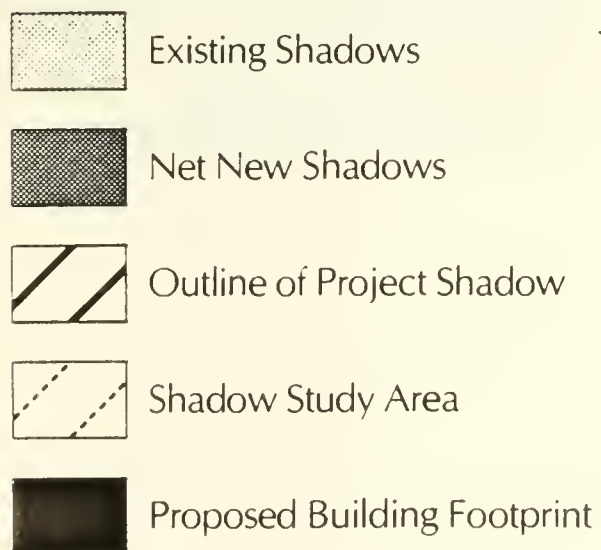 Existing Shadows
Net New Shadows
Outline of Project Shadow
Shadow Study Area
Proposed Building Footprint